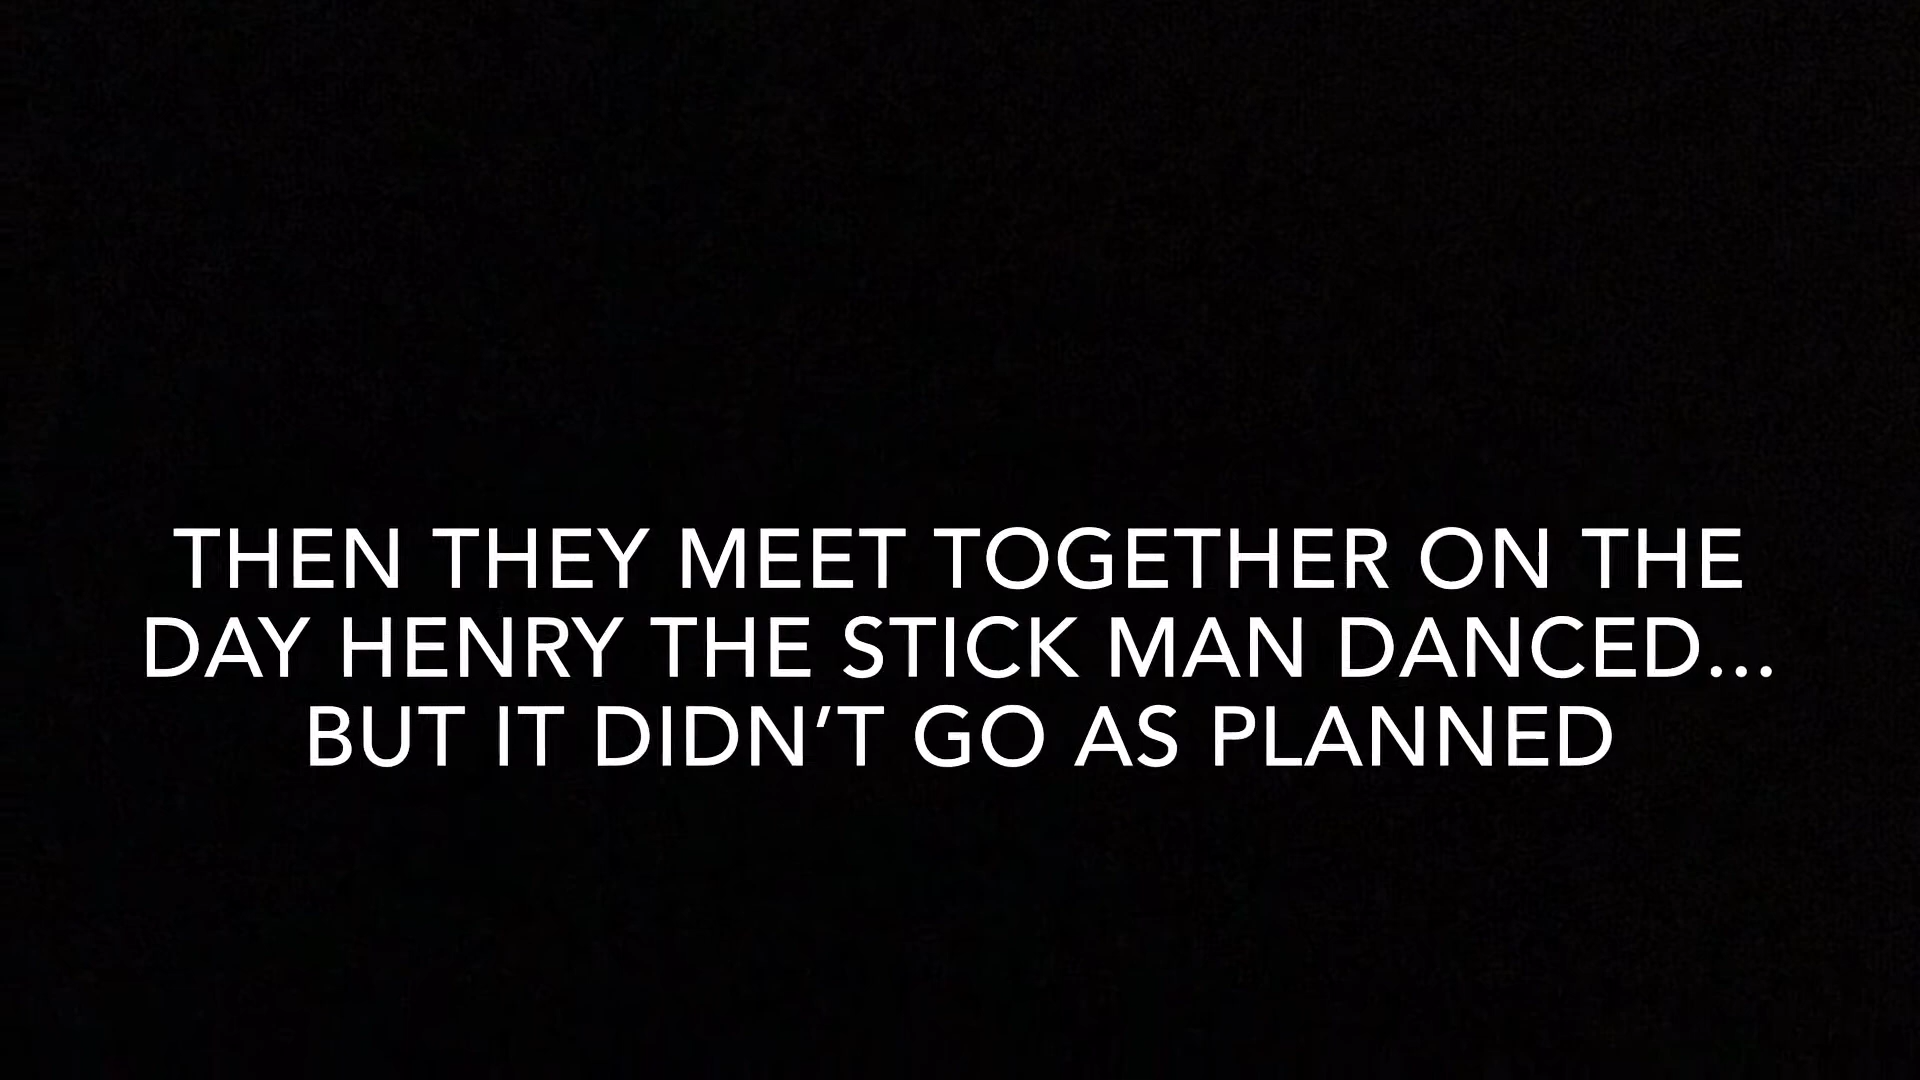 THEN THEY MEET TOGETHER ON THE
DAY HENRY THE STICK MAN DANCED...
BUT IT DIDN’T GO AS PLANNED